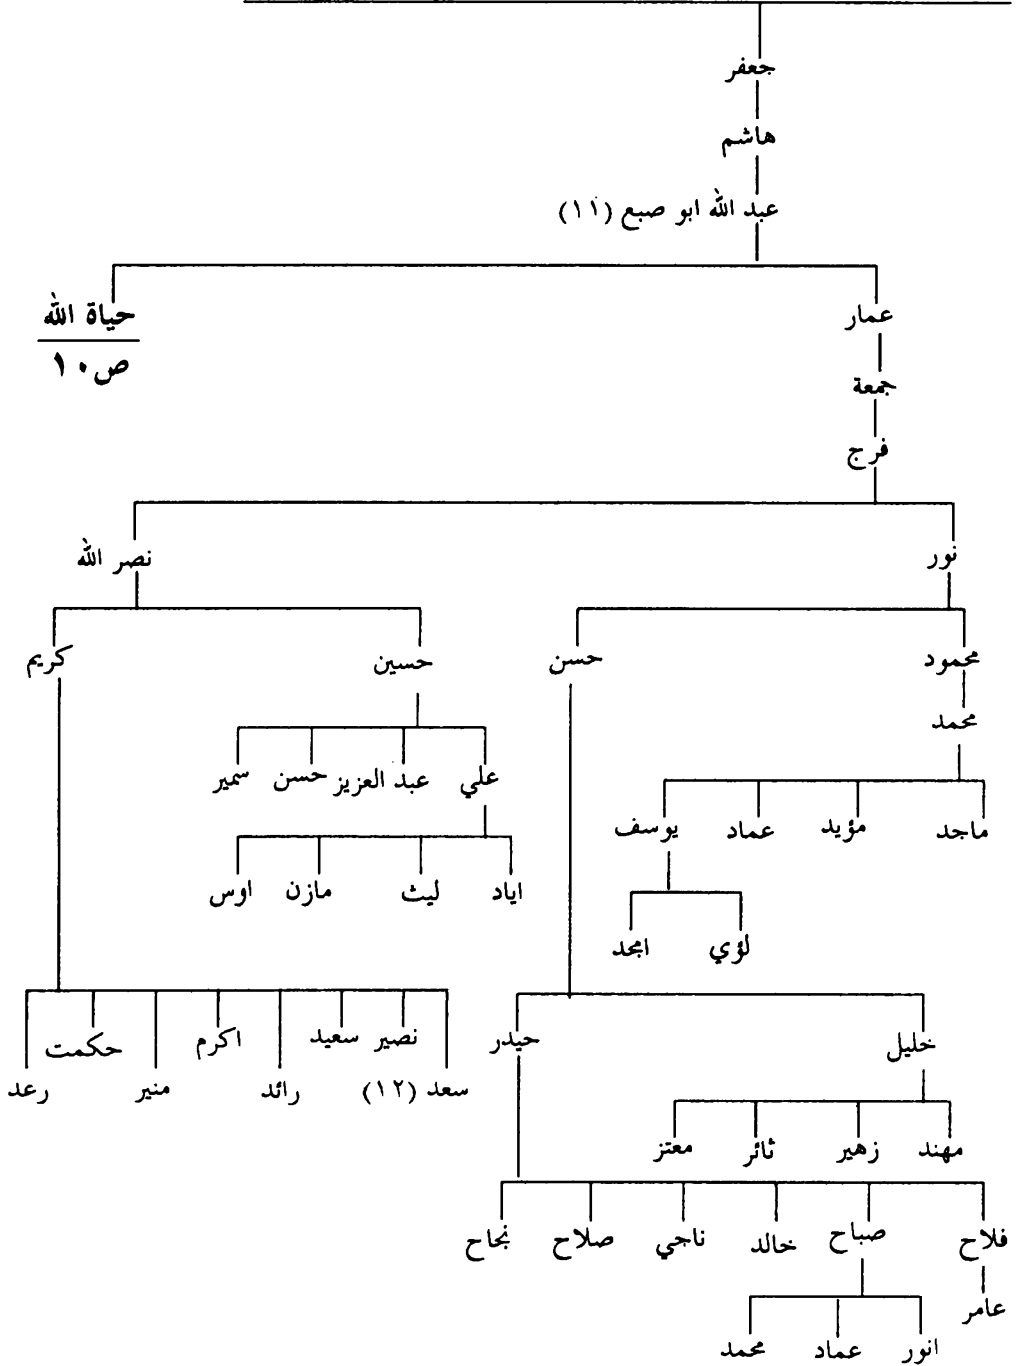 جعفر
هاشم
عبد الله ابو صبع (١١)
عمار
حياة الله
ص١٠
جمعة
فرج
نور
نصر الله
محمود
حسن
حسين
كريم
محمد
علي
عبد العزيز
حسن
سمير
ماجد
مؤيد
عماد
يوسف
اياد
ليث
مازن
اوس
لؤي
امجد
خليل
حيدر
نصير
سعيد
اكرم
حكمت
سعد (١٢)
رائد
منير
رعد
مهند
زهير
ثائر
معتز
فلاح
صباح
خالد
ناجي
صلاح
نجاح
عامر
انور
عماد
محمد